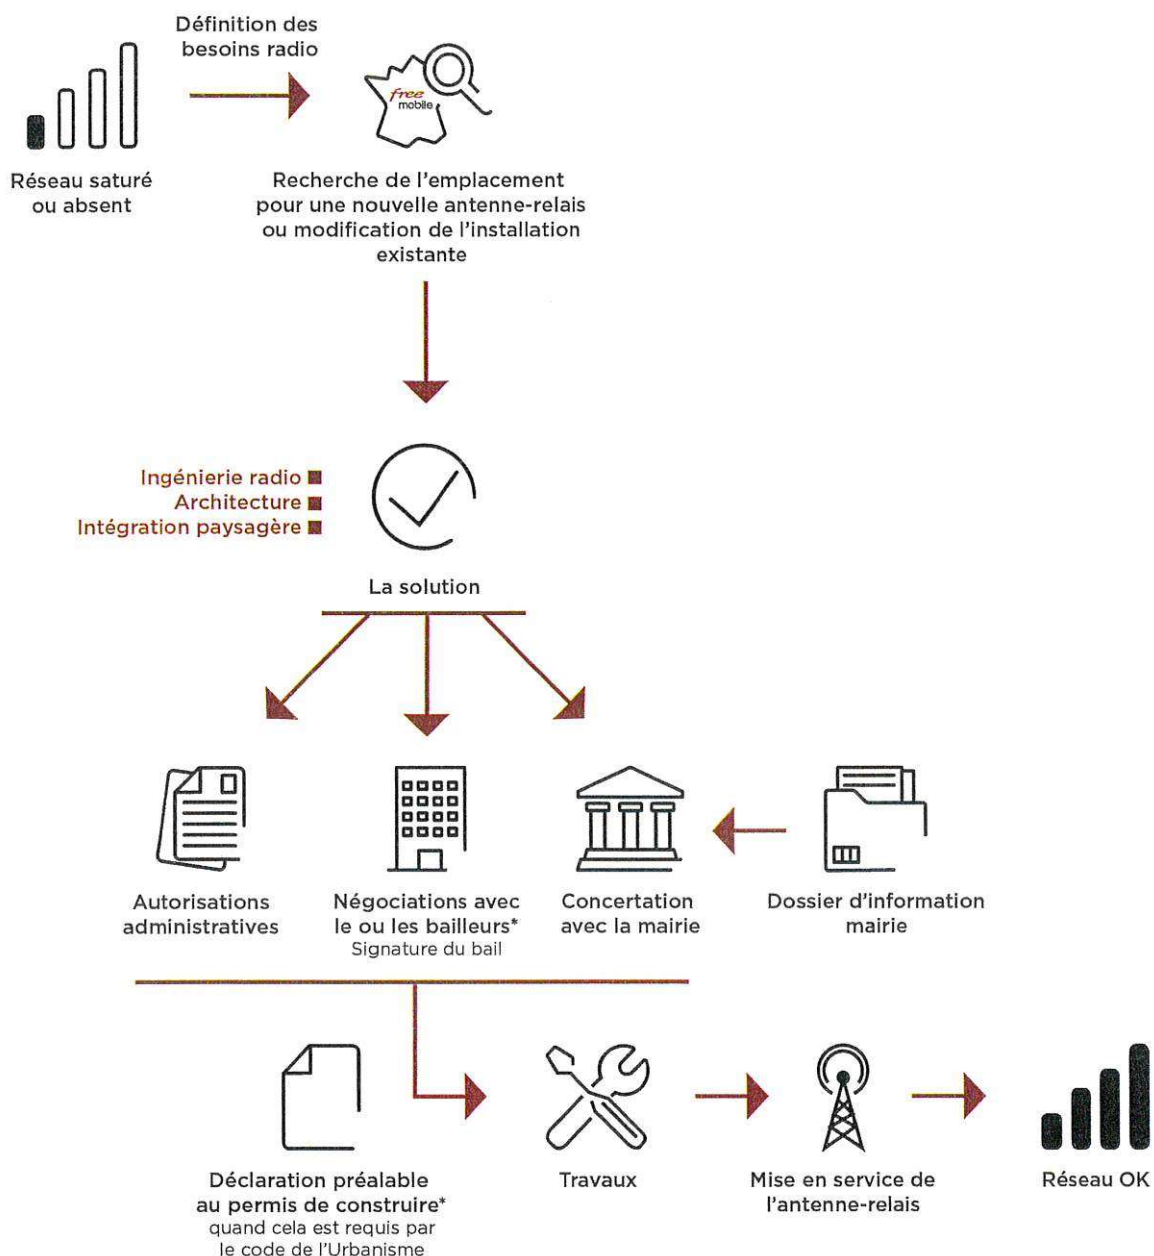 Définition des
besoins radio
free
mobile
Réseau saturé
ou absent
Recherche de l'emplacement
pour une nouvelle antenne-relais
ou modification de l'installation
existante
Ingénierie radio
Architecture
Intégration paysagère
La solution
Autorisations
administratives
Négociations avec
le ou les bailleurs*
Signature du bail
Concertation
avec la mairie
Dossier d'information
mairie
Déclaration préalable
au permis de construire*
quand cela est requis par
le code de l'Urbanisme
Travaux
Mise en service de
l'antenne-relais
Réseau OK